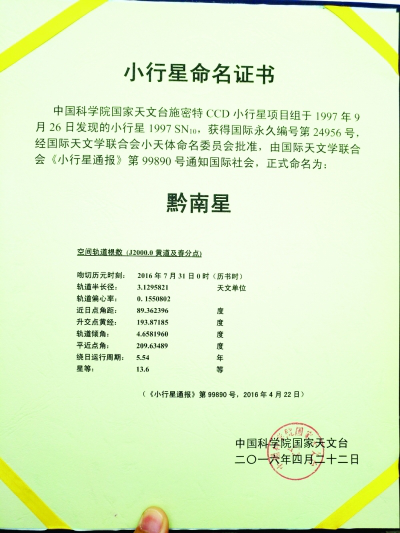 小行星命名证书
中国科学院国家天文台施密特 CCD 小行星项目组于 1997 年 9
月 26 日发现的小行星 1997 SN10，获得国际永久编号第 24956 号，
经国际天文学联合会小天体命名委员会批准，由国际天文学联合
会《小行星通报》第 99890 号通知国际社会，正式命名为：
黔南星
空间轨道根数（J2000.0 黄道及春分点）
吻切历元时刻： 2016 年 7 月 31 日 0 时（历书时）
轨道半长径： 3.1295821 天文单位
轨道偏心率： 0.1550802
近日点角距： 89.362396 度
升交点黄经： 193.87185 度
轨道倾角： 4.6581960 度
平近点角： 209.63489 度
绕日运行周期： 5.54 年
星等： 13.6 等
（《小行星通报》第 99890 号，2016 年 4 月 22 日）
中国科学院国家天文台
二〇一六年四月二十二日